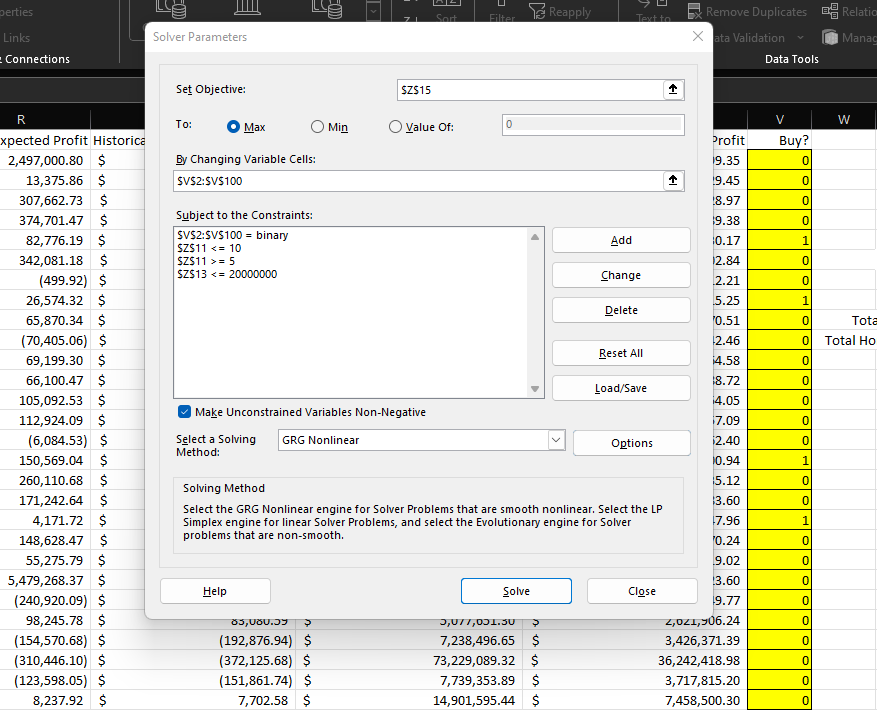 perties
Sort
Filter
Reapply
Text to
Remove Duplicates
Relatio
Links
ata Validation
Manag
& Connections
Data Tools
Solver Parameters
Set Objective:
$Z$15
To:
Max
Min
Value Of:
0
By Changing Variable Cells:
$V$2:$V$100
Subject to the Constraints:
$V$2:$V$100 = binary
$Z$11 <= 10
$Z$11 >= 5
$Z$13 <= 20000000
Add
Change
Delete
Reset All
Load/Save
Make Unconstrained Variables Non-Negative
Select a Solving
Method:
GRG Nonlinear
Options
Solving Method
Select the GRG Nonlinear engine for Solver Problems that are smooth nonlinear. Select the LP
Simplex engine for linear Solver Problems, and select the Evolutionary engine for Solver
problems that are non-smooth.
Help
Solve
Close
R V W
xpected Profit Historica Profit Buy?
2,497,000.80 $ 9.35 0
13,375.86 $ 9.45 0
307,662.73 $ 8.97 0
374,701.47 $ 9.38 0
82,776.19 $ 0.17 1
342,081.18 $ 2.84 0
(499.92) $ 2.21 0
26,574.32 $ 5.25 1
65,870.34 $ 0.51 0 Tota
(70,405.06) $ 2.46 0 Total Ho
69,199.30 $ 4.58 0
66,100.47 $ 8.72 0
105,092.53 $ 4.05 0
112,924.09 $ 7.09 0
(6,084.53) $ 2.40 0
150,569.04 $ 0.94 1
260,110.68 $ 5.12 0
171,242.64 $ 3.60 0
4,171.72 $ 7.96 1
148,628.47 $ 0.24 0
55,275.79 $ 9.02 0
5,479,268.37 $ 3.60 0
(240,920.09) $ 9.77 0
98,245.78 $ 83,080.59 $ 5,077,651.30 $ 2,621,906.24 0
(154,570.68) $ (192,876.94) $ 7,238,496.65 $ 3,426,371.39 0
(310,446.10) $ (372,125.68) $ 73,229,089.32 $ 36,242,418.98 0
(123,598.05) $ (151,861.74) $ 7,739,353.89 $ 3,717,815.20 0
8,237.92 $ 7,702.58 $ 14,901,595.44 $ 7,458,500.30 0